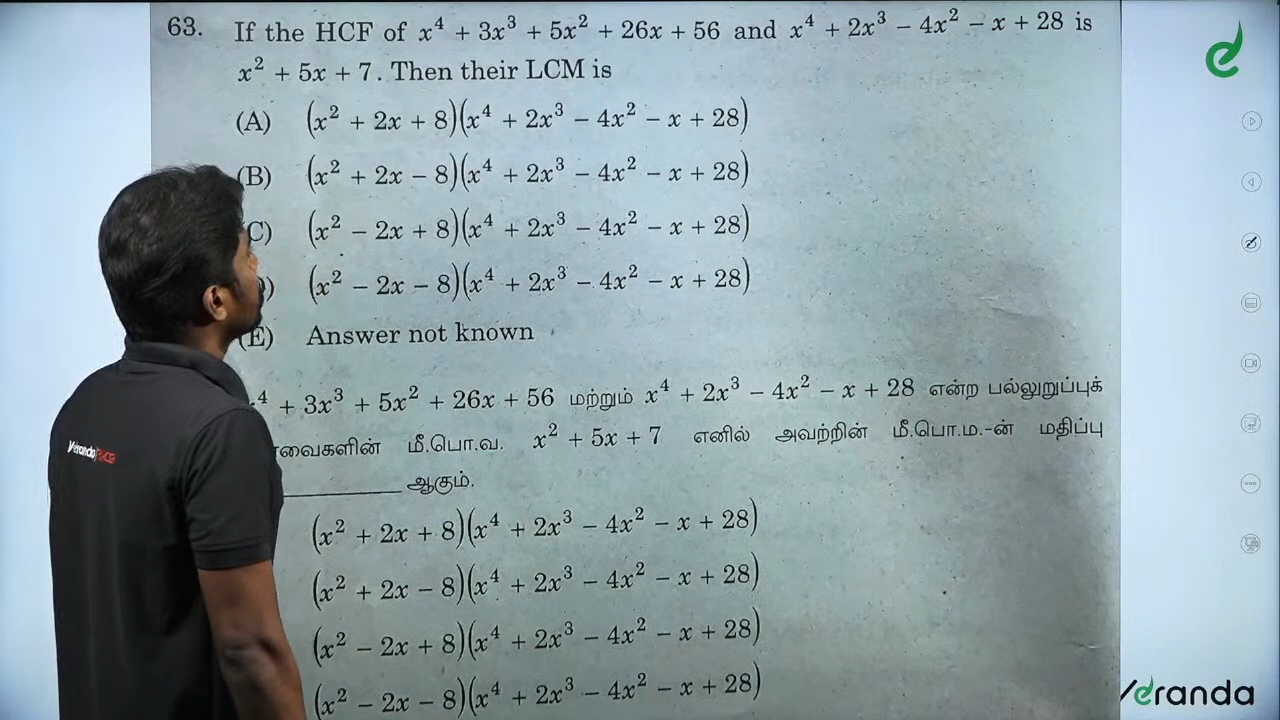 63. If the HCF of x⁴ + 3x³ + 5x² + 26x + 56 and x⁴ + 2x³ − 4x² − x + 28 is
x² + 5x + 7. Then their LCM is
(A) (x² + 2x + 8)(x⁴ + 2x³ − 4x² − x + 28)
(B) (x² + 2x − 8)(x⁴ + 2x³ − 4x² − x + 28)
C) (x² − 2x + 8)(x⁴ + 2x³ − 4x² − x + 28)
) (x² − 2x − 8)(x⁴ + 2x³ − 4x² − x + 28)
(E) Answer not known
⁴ + 3x³ + 5x² + 26x + 56 மற்றும் x⁴ + 2x³ − 4x² − x + 28 என்ற பல்லுறுப்புக்
வைகளின் மீ.பொ.வ. x² + 5x + 7 எனில் அவற்றின் மீ.பொ.ம.-ன் மதிப்பு
__________ ஆகும்.
(x² + 2x + 8)(x⁴ + 2x³ − 4x² − x + 28)
(x² + 2x − 8)(x⁴ + 2x³ − 4x² − x + 28)
(x² − 2x + 8)(x⁴ + 2x³ − 4x² − x + 28)
(x² − 2x − 8)(x⁴ + 2x³ − 4x² − x + 28)
Veranda
Veranda